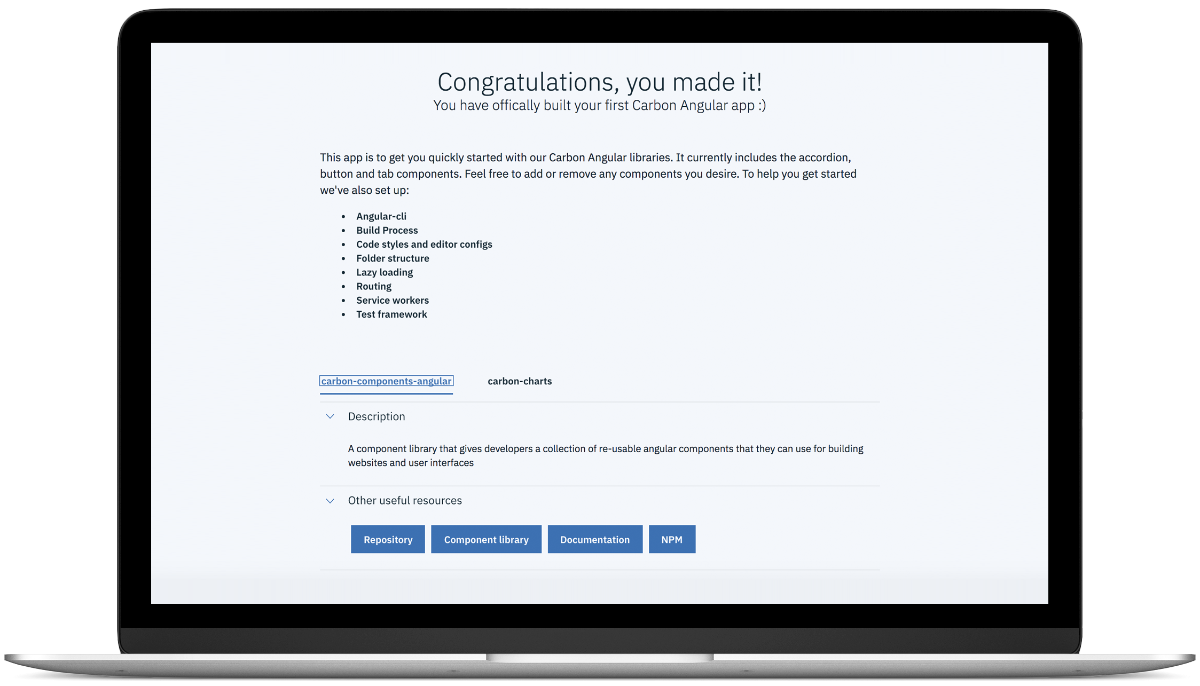 Congratulations, you made it!
You have offically built your first Carbon Angular app :)
This app is to get you quickly started with our Carbon Angular libraries. It currently includes the accordion,
button and tab components. Feel free to add or remove any components you desire. To help you get started
we've also set up:
• Angular-cli
• Build Process
• Code styles and editor configs
• Folder structure
• Lazy loading
• Routing
• Service workers
• Test framework
carbon-components-angular carbon-charts
Description
A component library that gives developers a collection of re-usable angular components that they can use for building
websites and user interfaces
Other useful resources
Repository Component library Documentation NPM